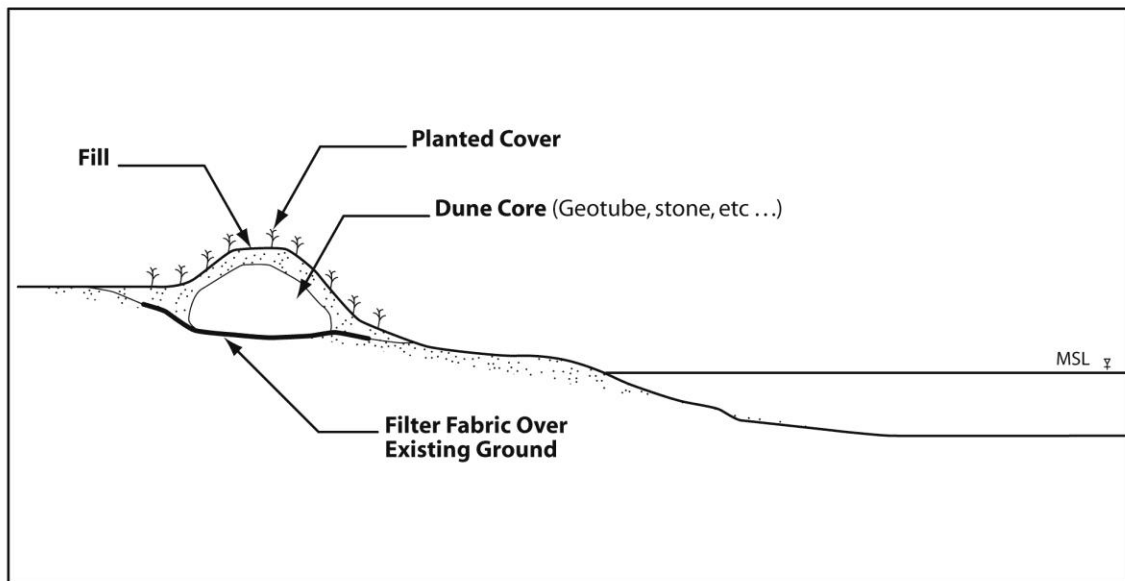 Planted Cover
Fill
Dune Core (Geotube, stone, etc ...)
MSL
Filter Fabric Over
Existing Ground